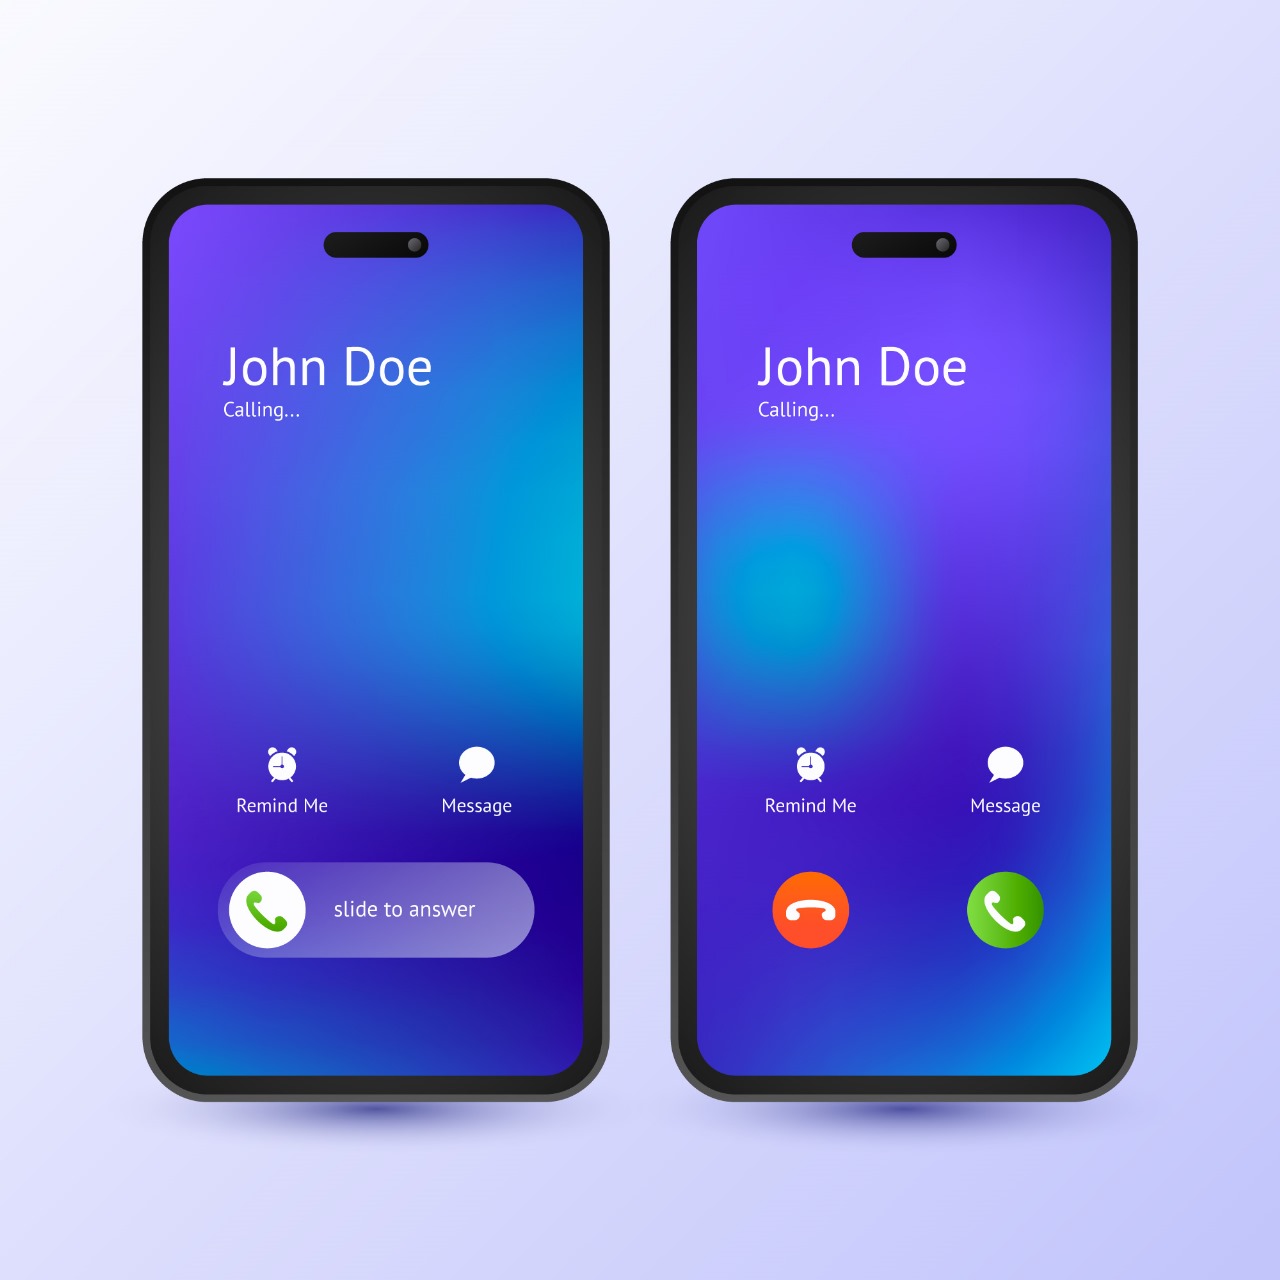 John Doe
Calling...
Remind Me
Message
slide to answer
John Doe
Calling...
Remind Me
Message